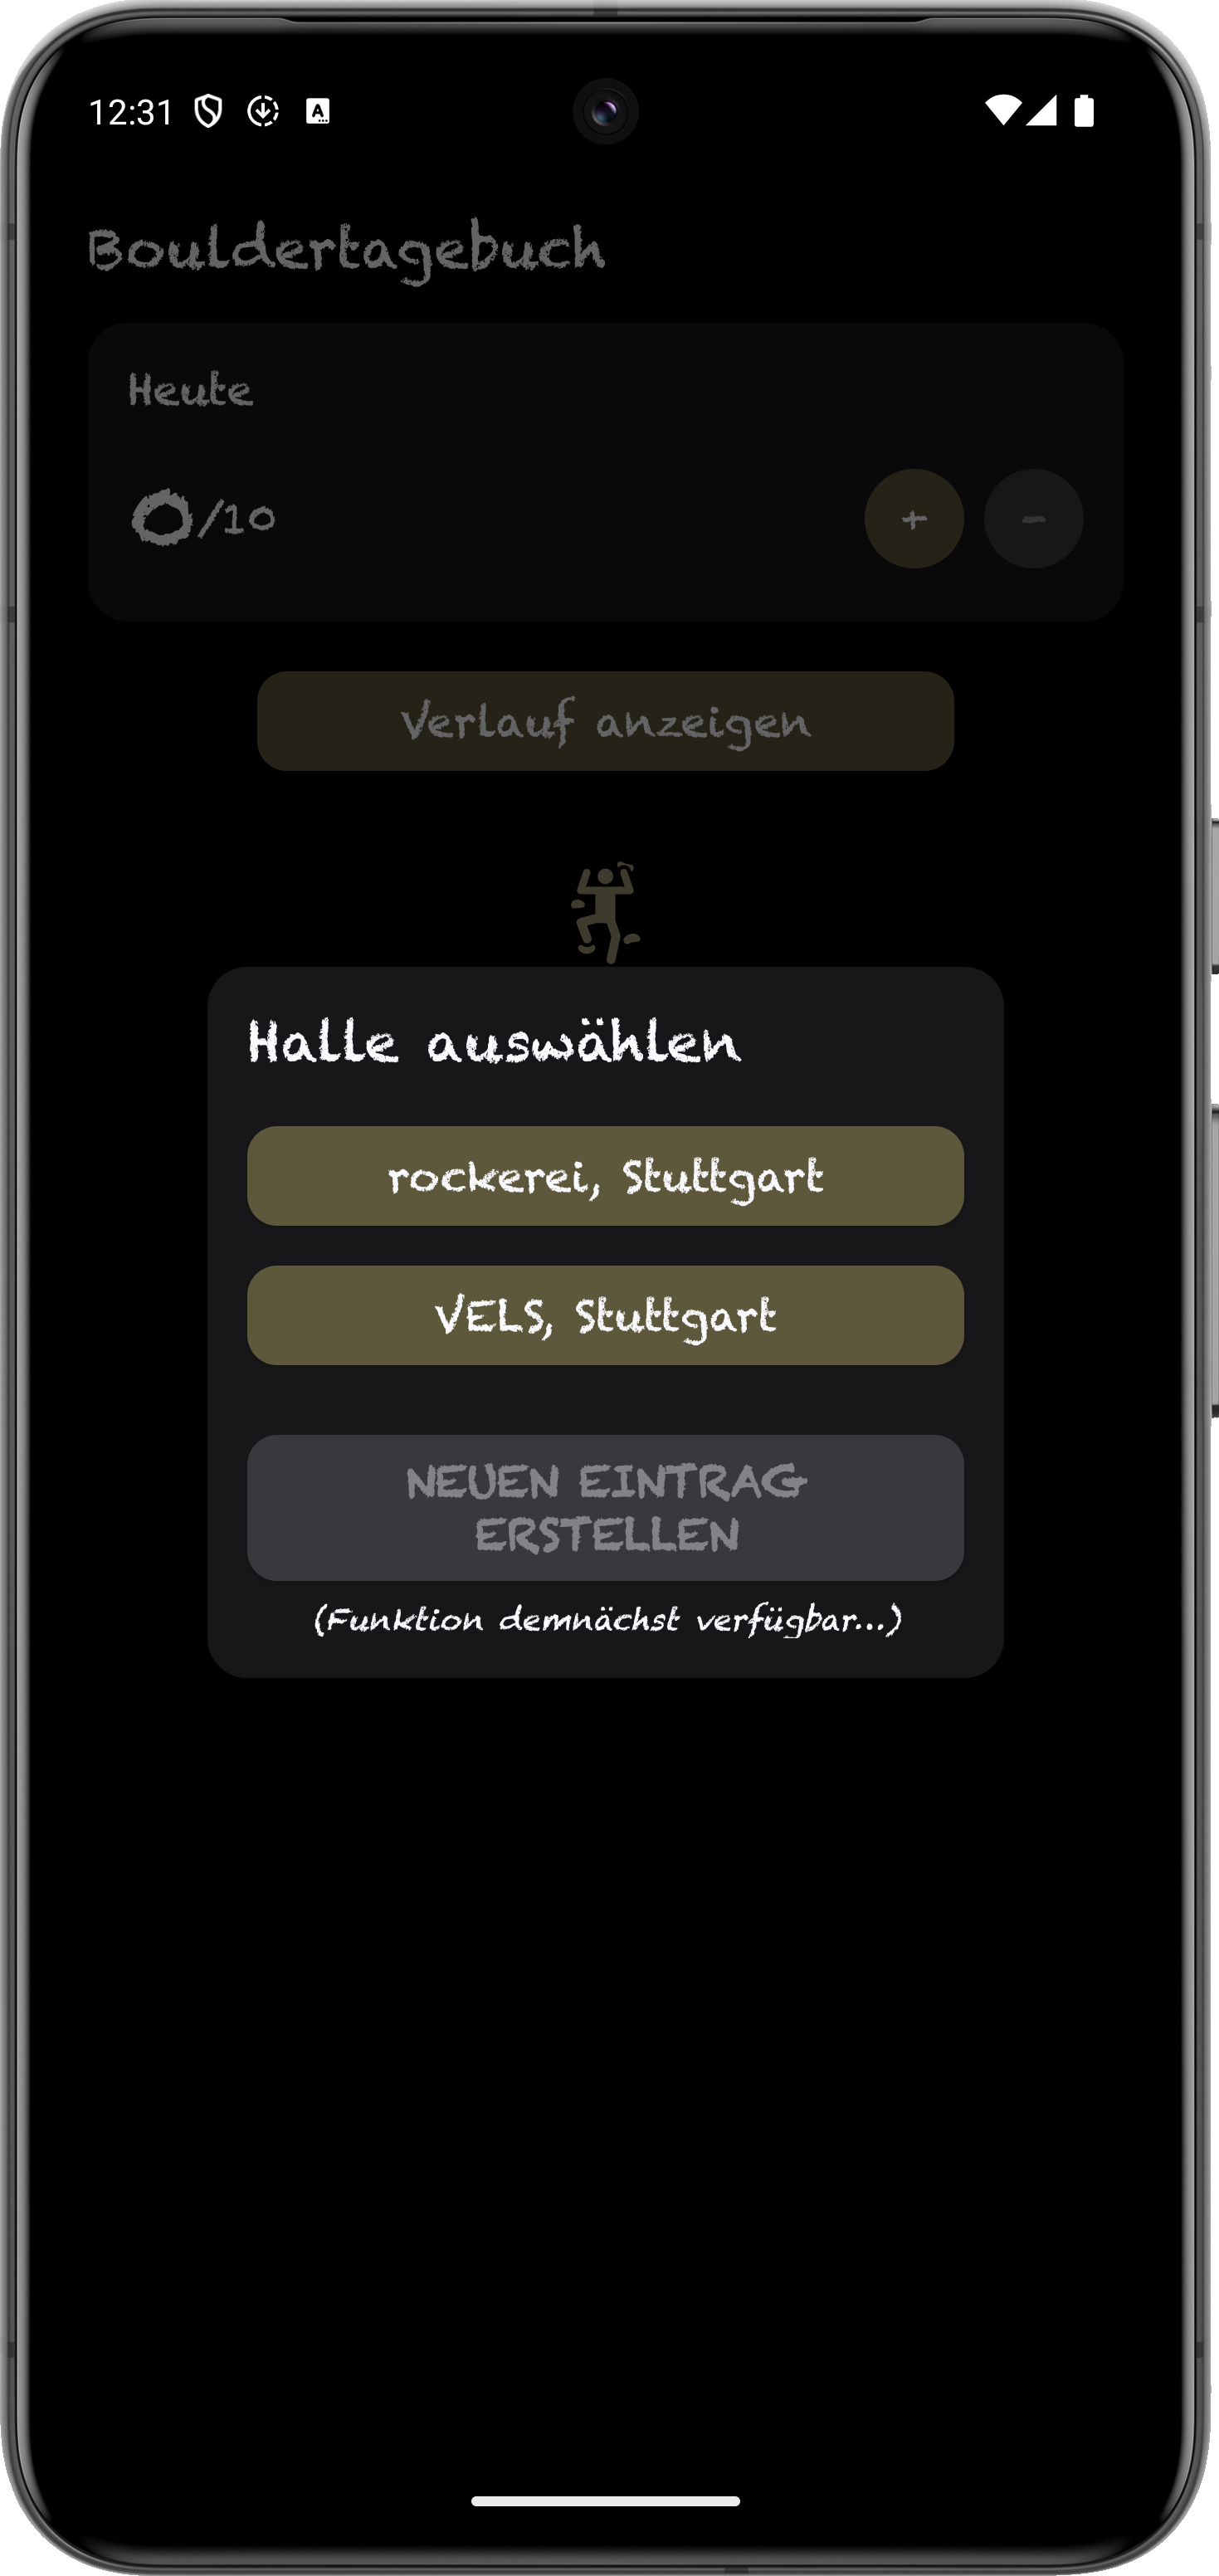 12:31
Bouldertagebuch
Heute
0/10
+ -
Verlauf anzeigen
Halle auswählen
rockerei, Stuttgart
VELS, Stuttgart
NEUEN EINTRAG
ERSTELLEN
(Funktion demnächst verfügbar...)